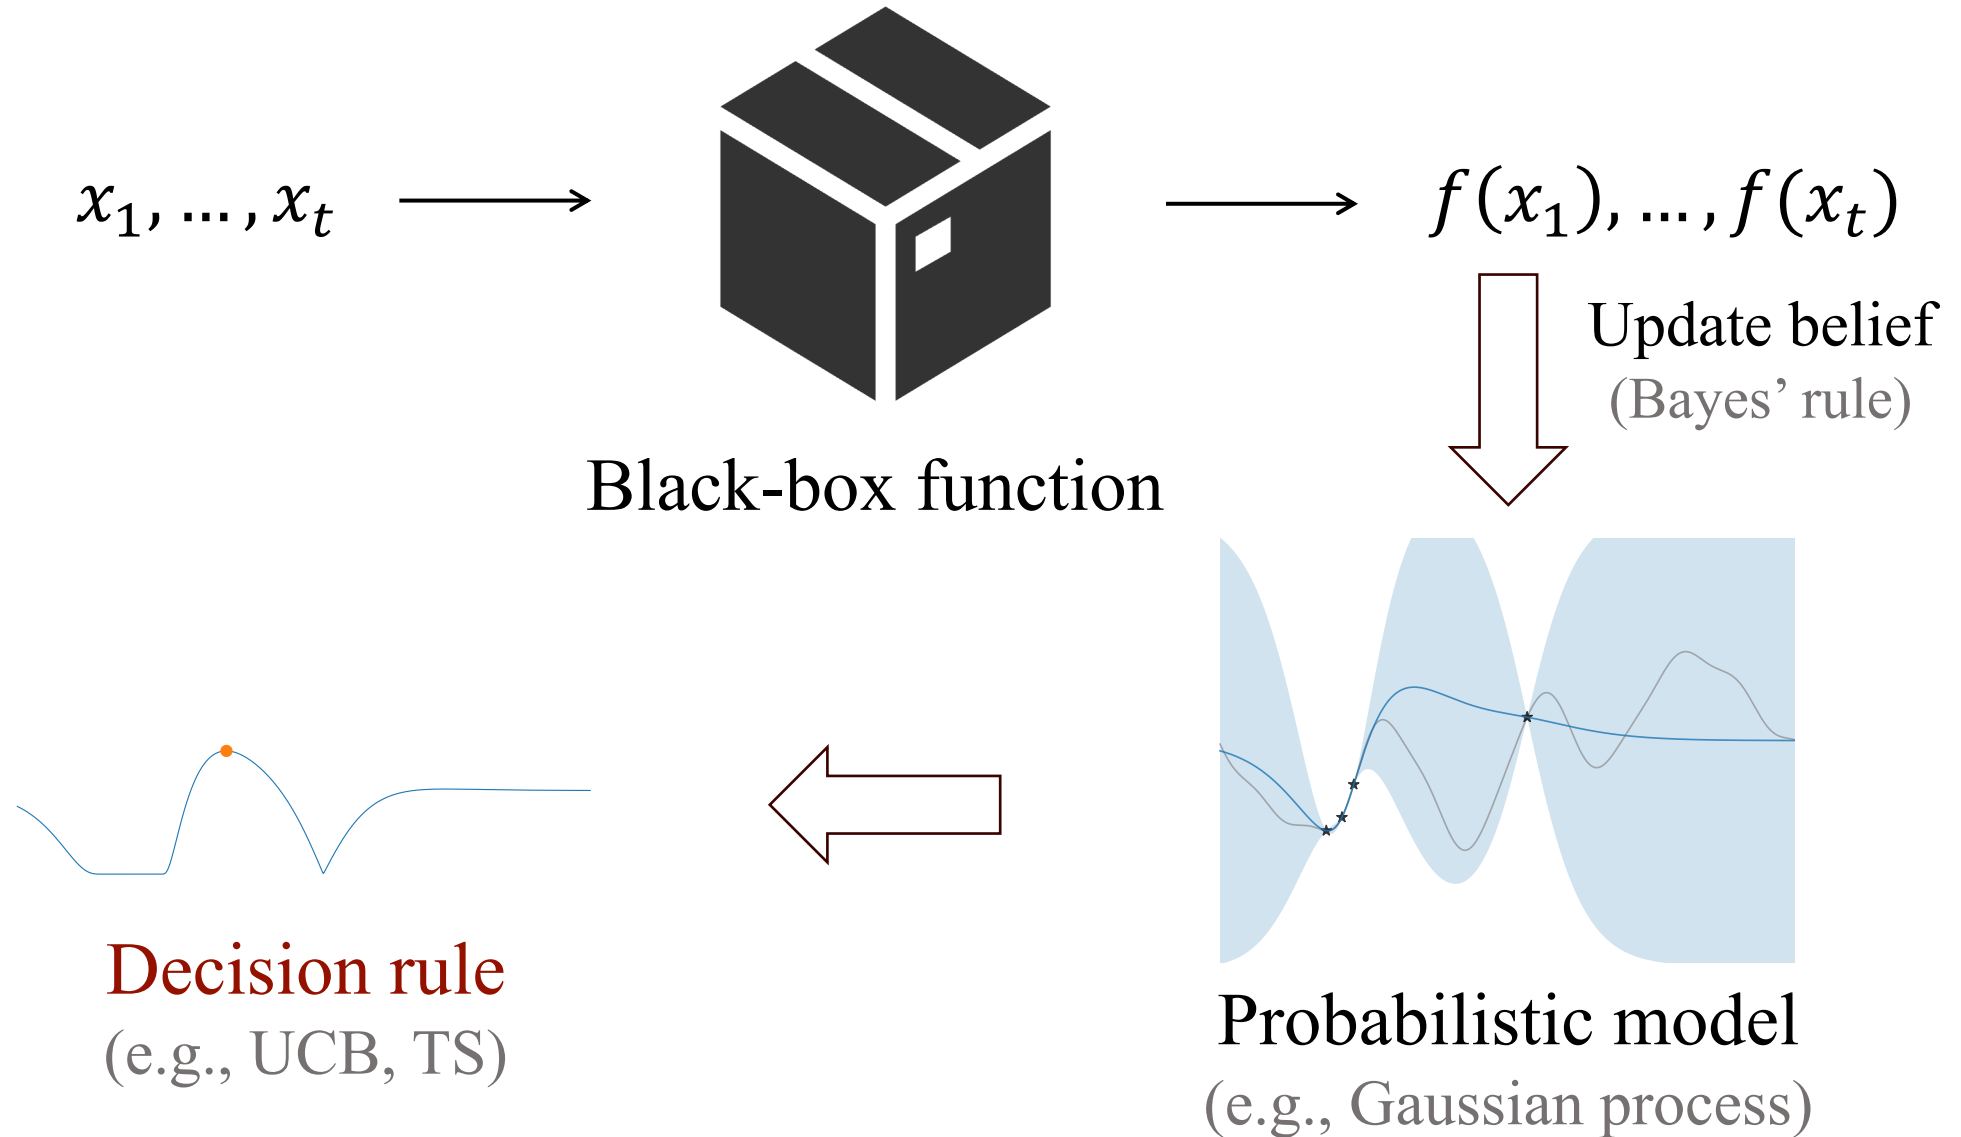 x₁, … , xₜ
f(x₁), … , f(xₜ)
Update belief
(Bayes’ rule)
Black-box function
Decision rule
(e.g., UCB, TS)
Probabilistic model
(e.g., Gaussian process)